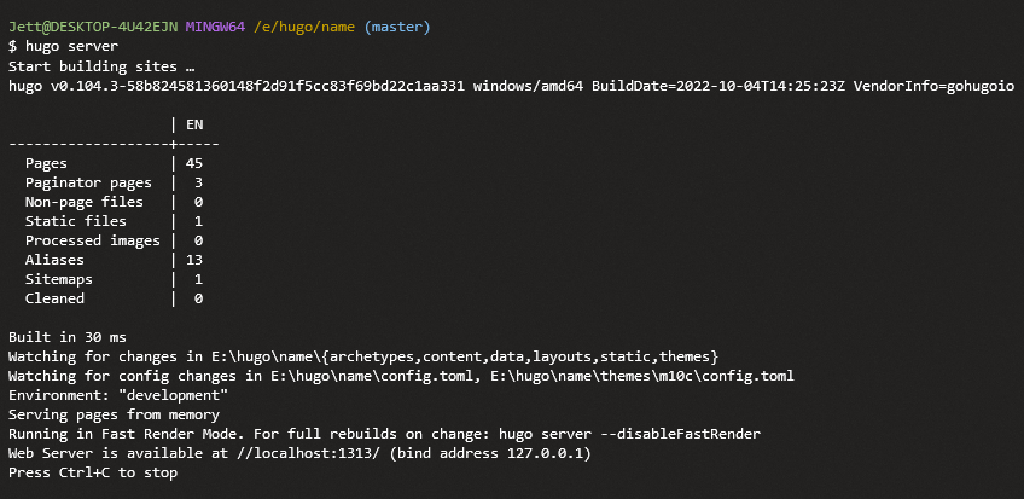 Jett@DESKTOP-4U42EJN MINGW64 /e/hugo/name (master)
$ hugo server
Start building sites …
hugo v0.104.3-58b824581360148f2d91f5cc83f69bd22c1aa331 windows/amd64 BuildDate=2022-10-04T14:25:23Z VendorInfo=gohugoio
                   | EN
-------------------+-----
  Pages            | 45
  Paginator pages  |  3
  Non-page files   |  0
  Static files     |  1
  Processed images |  0
  Aliases          | 13
  Sitemaps         |  1
  Cleaned          |  0
Built in 30 ms
Watching for changes in E:\hugo\name\{archetypes,content,data,layouts,static,themes}
Watching for config changes in E:\hugo\name\config.toml, E:\hugo\name\themes\m10c\config.toml
Environment: "development"
Serving pages from memory
Running in Fast Render Mode. For full rebuilds on change: hugo server --disableFastRender
Web Server is available at //localhost:1313/ (bind address 127.0.0.1)
Press Ctrl+C to stop